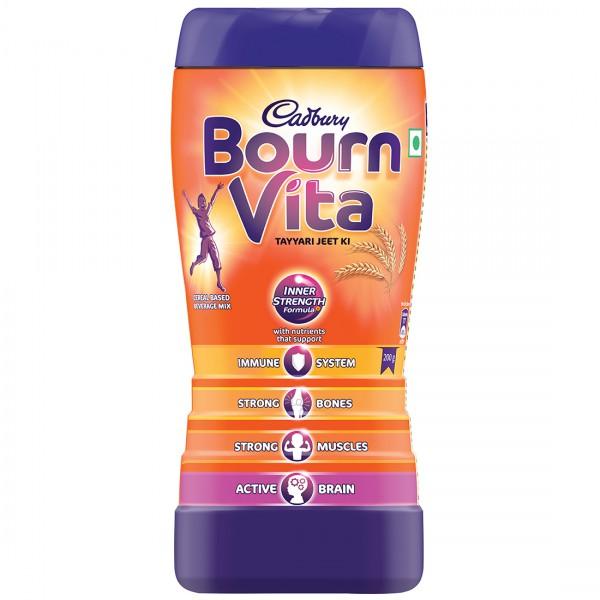 Cadbury
Bourn
Vita
TAYYARI JEET KI
CEREAL BASED
BEVERAGE MIX
INNER
STRENGTH
Formula
with nutrients
that support
IMMUNE SYSTEM
200 g
STRONG BONES
STRONG MUSCLES
ACTIVE BRAIN